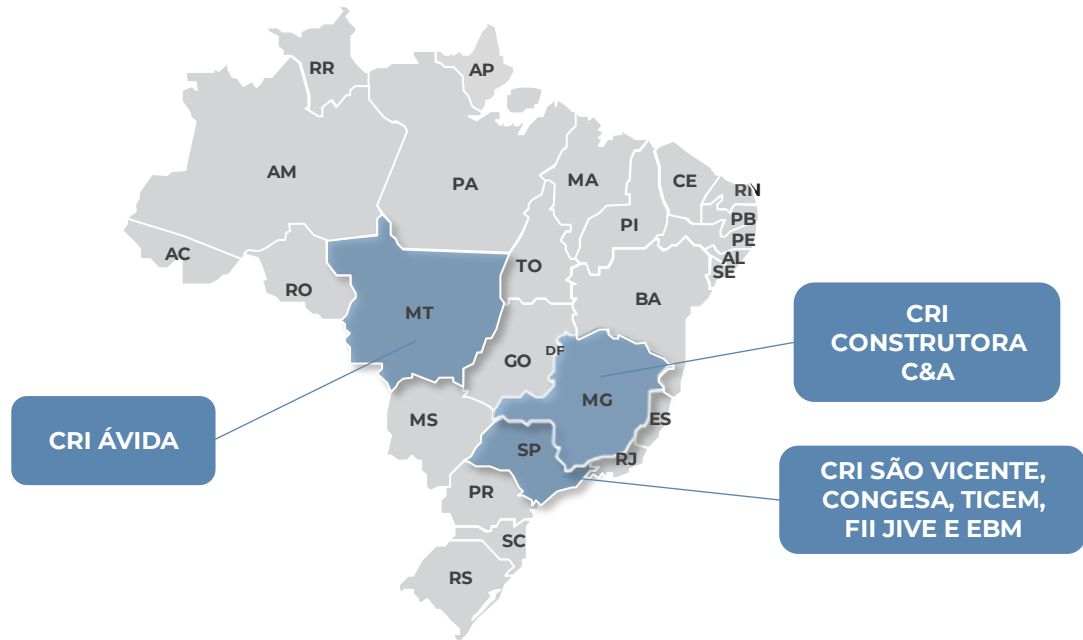 RR
AP
AM
PA
MA
CE
RN
PI
PB
PE
AC
AL
TO
SE
RO
BA
MT
CRI
CONSTRUTORA
C&A
DF
GO
MG
MS
ES
CRI ÁVIDA
SP
RJ
CRI SÃO VICENTE,
CONGESA, TICEM,
FII JIVE E EBM
PR
SC
RS